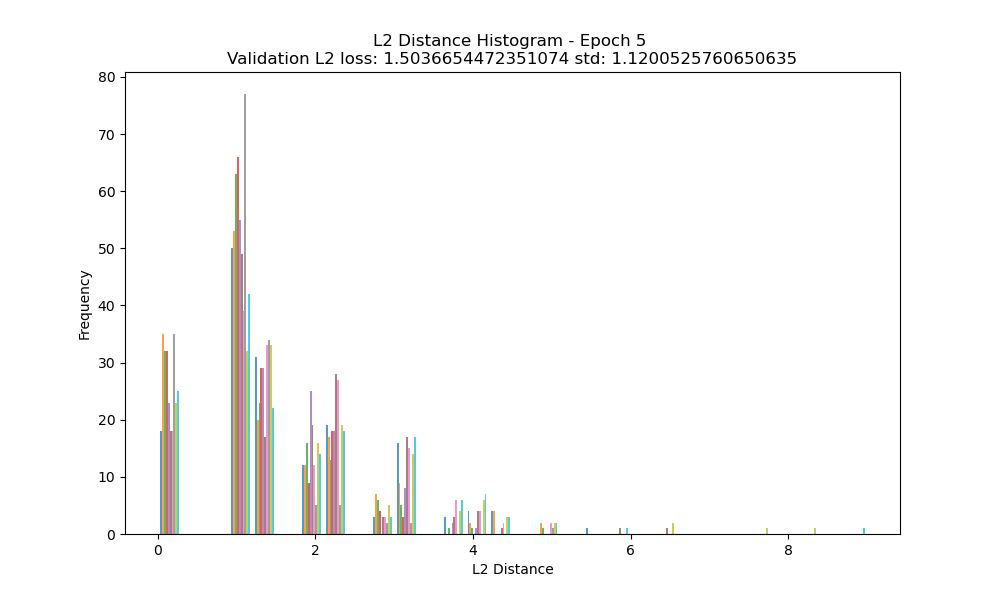 L2 Distance Histogram - Epoch 5
Validation L2 loss: 1.5036654472351074 std: 1.1200525760650635
80
70
60
50
40
30
20
10
0
Frequency
0 2 4 6 8
L2 Distance